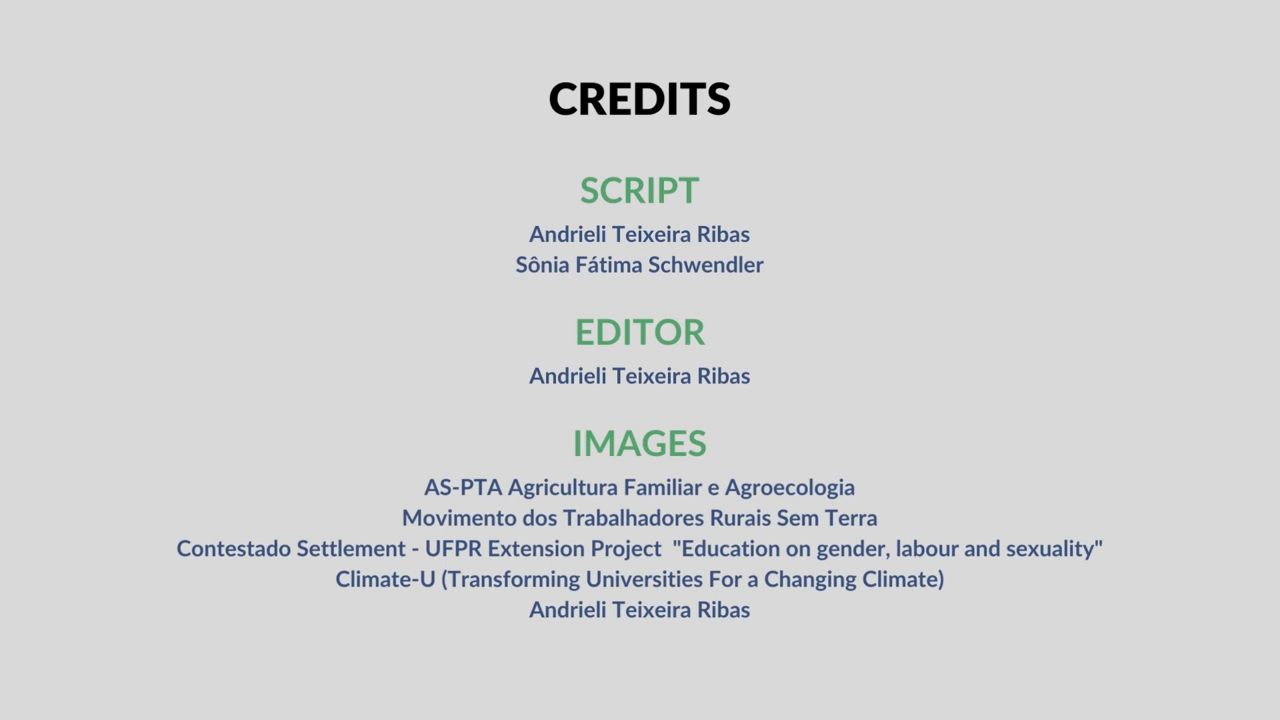 CREDITS
SCRIPT
Andrieli Teixeira Ribas
Sônia Fátima Schwendler
EDITOR
Andrieli Teixeira Ribas
IMAGES
AS-PTA Agricultura Familiar e Agroecologia
Movimento dos Trabalhadores Rurais Sem Terra
Contestado Settlement - UFPR Extension Project  "Education on gender, labour and sexuality"
Climate-U (Transforming Universities For a Changing Climate)
Andrieli Teixeira Ribas